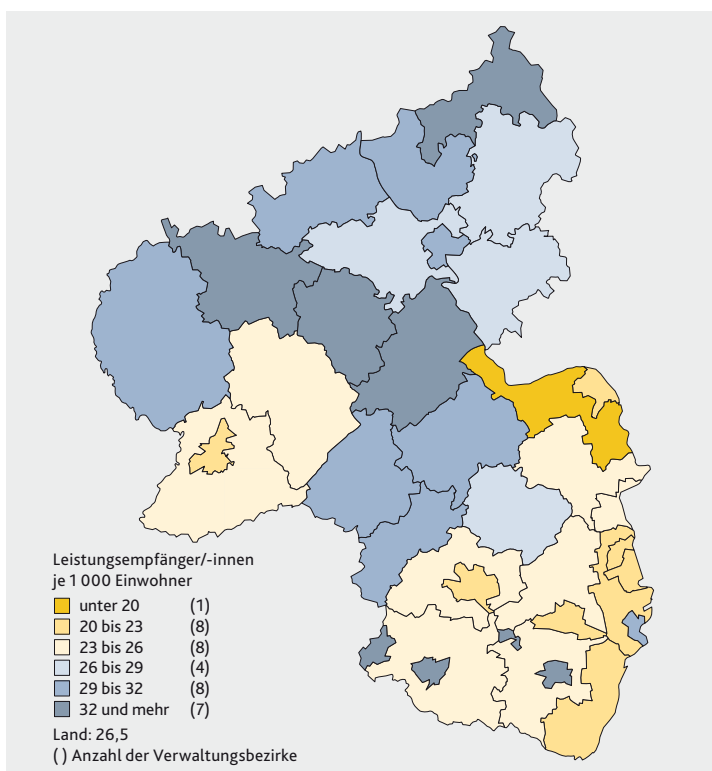 Leistungsempfänger/-innen
je 1 000 Einwohner
unter 20 (1)
20 bis 23 (8)
23 bis 26 (8)
26 bis 29 (4)
29 bis 32 (8)
32 und mehr (7)
Land: 26,5
( ) Anzahl der Verwaltungsbezirke